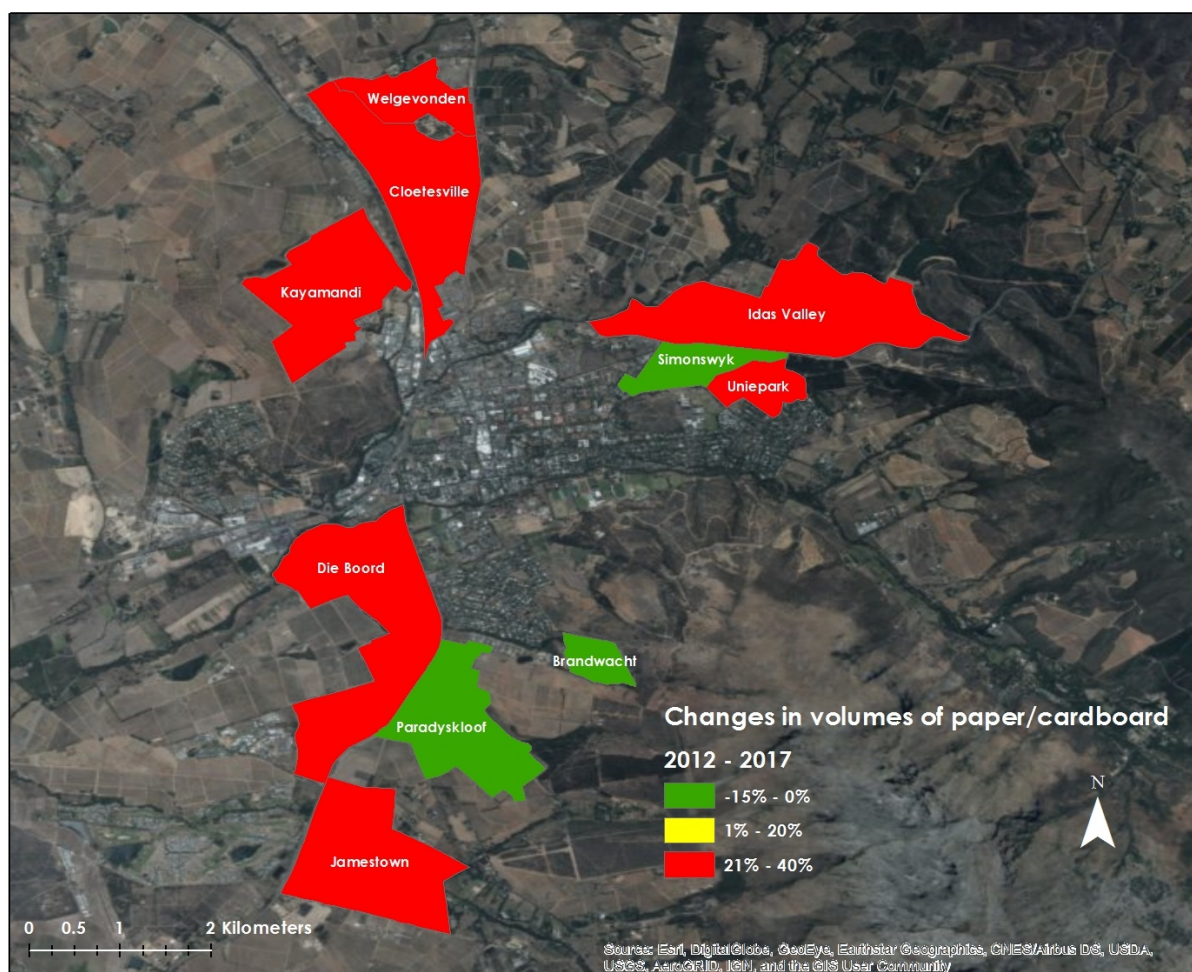 Welgevonden
Cloetesville
Kayamandi
Idas Valley
Simonswyk
Uniepark
Die Boord
Brandwacht
Paradyskloof
Jamestown
Changes in volumes of paper/cardboard
2012 - 2017
-15% - 0%
1% - 20%
21% - 40%
N
0 0.5 1 2 Kilometers
Source: Esri, DigitalGlobe, GeoEye, Earthstar Geographics, CNES/Airbus DS, USDA,
USGS, AeroGRID, IGN, and the GIS User Community